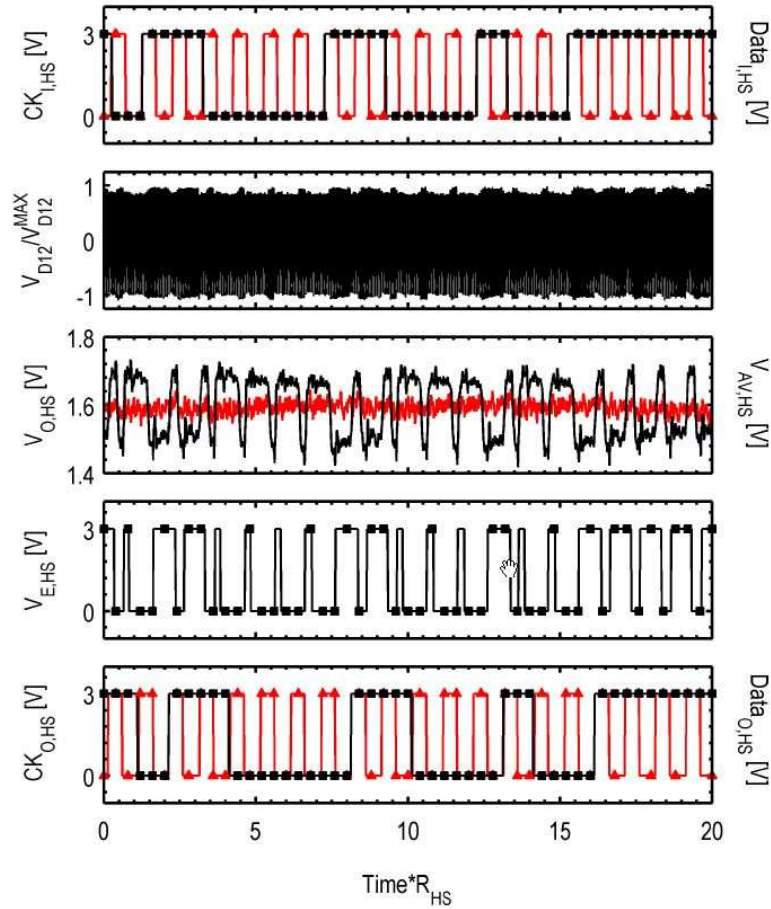 CK_I,HS [V]
3
0
Data_I,HS [V]
V_D12/V_D12^MAX
1
0
-1
V_O,HS [V]
1.8
1.6
1.4
V_AV,HS [V]
V_E,HS [V]
3
0
CK_O,HS [V]
3
0
Data_O,HS [V]
0 5 10 15 20
Time*R_HS